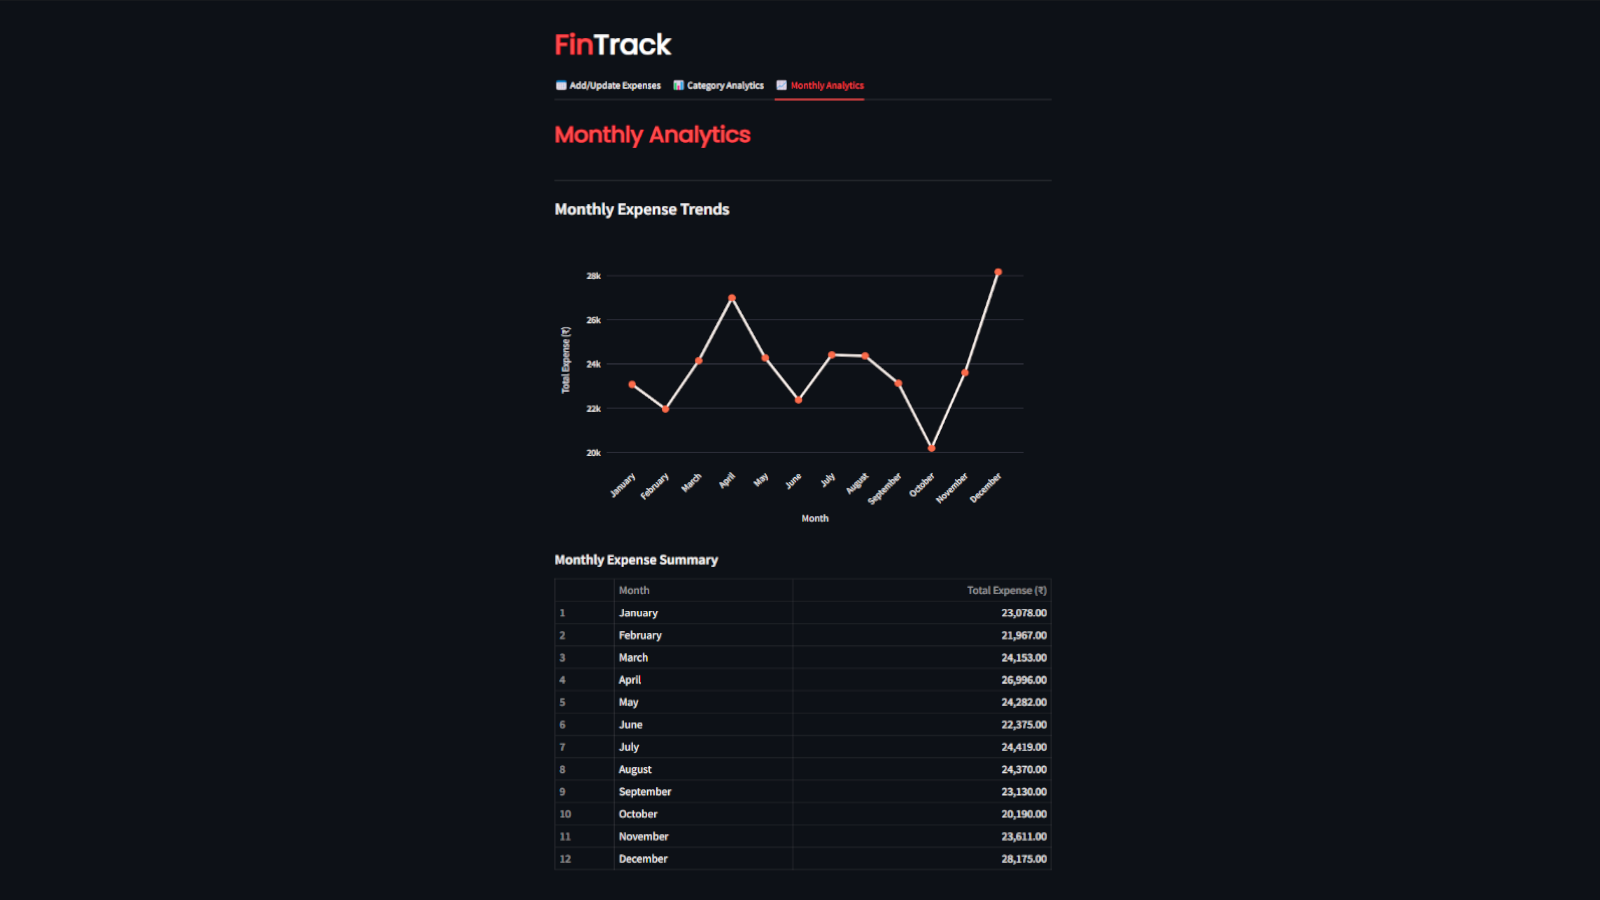 FinTrack
Add/Update Expenses Category Analytics Monthly Analytics
Monthly Analytics
Monthly Expense Trends
28k
26k
24k
22k
20k
Total Expense (₹)
January February March April May June July August September October November December
Month
Monthly Expense Summary
Month Total Expense (₹)
1 January 23,078.00
2 February 21,967.00
3 March 24,153.00
4 April 26,996.00
5 May 24,282.00
6 June 22,375.00
7 July 24,419.00
8 August 24,370.00
9 September 23,130.00
10 October 20,190.00
11 November 23,611.00
12 December 28,175.00